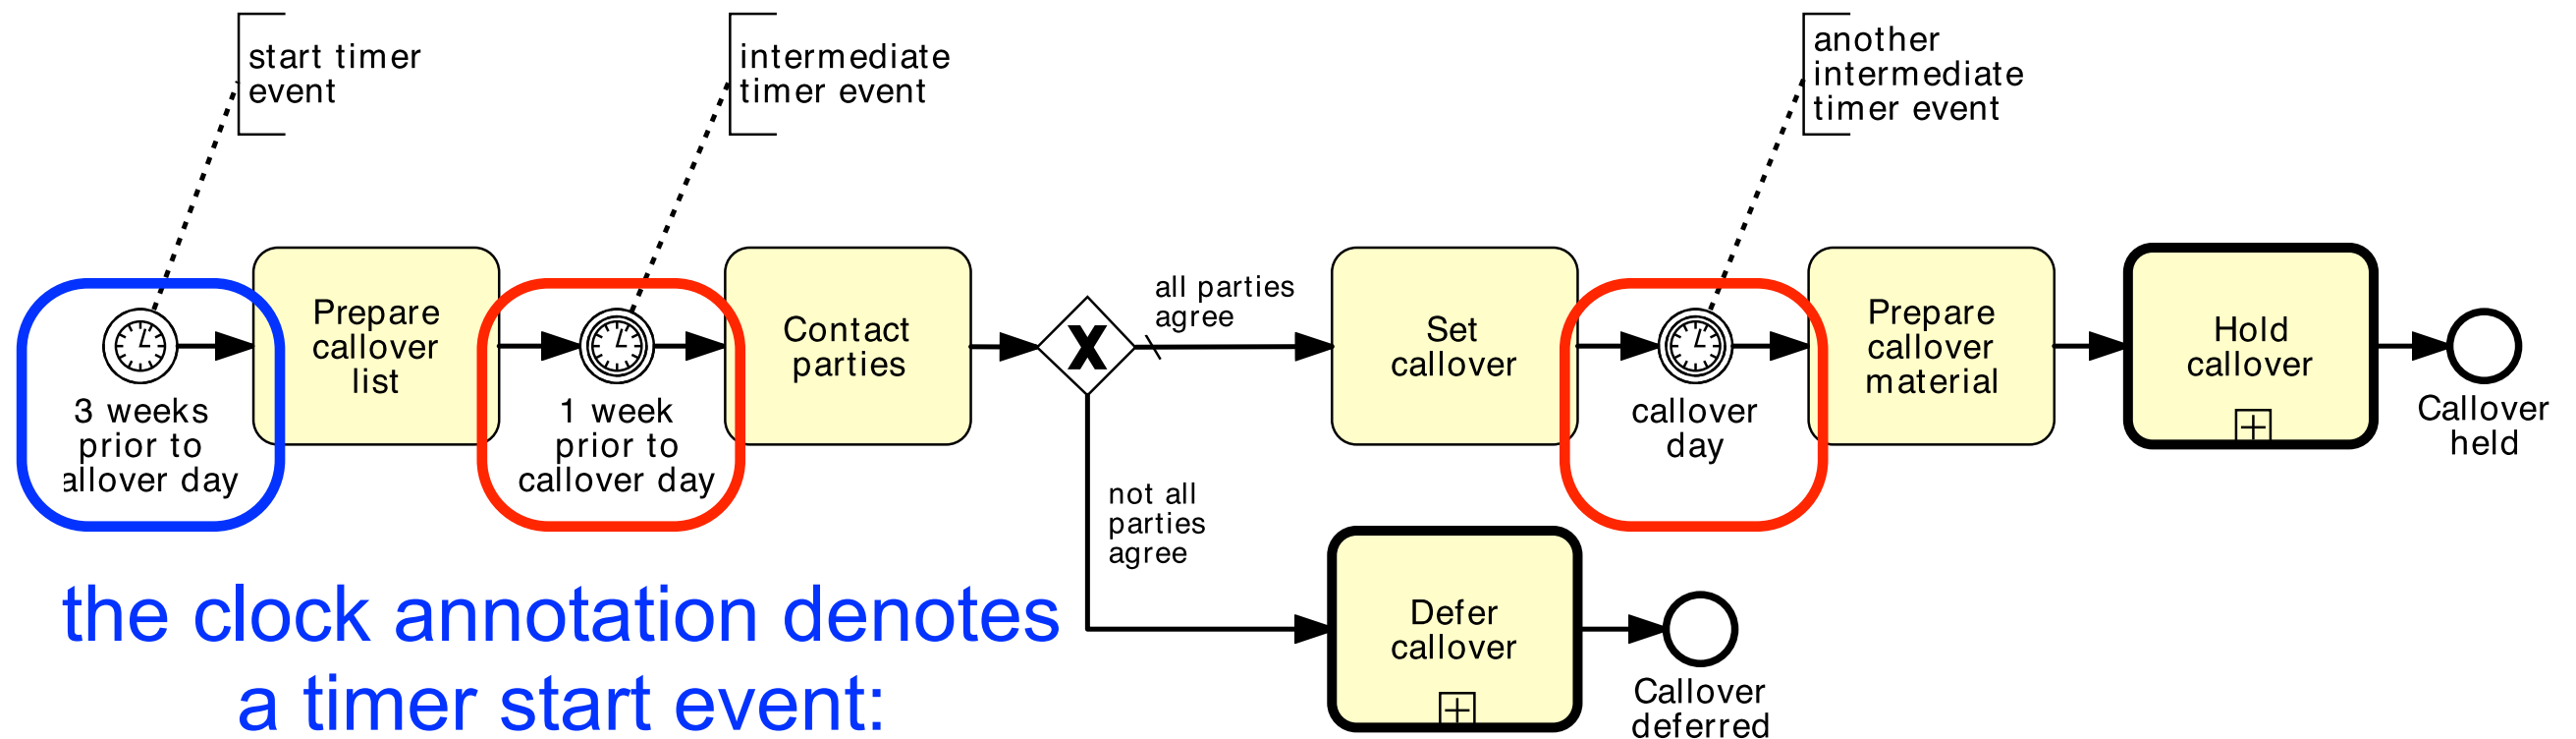 start timer
event
intermediate
timer event
another
intermediate
timer event
3 weeks
prior to
allover day
Prepare
callover
list
1 week
prior to
callover day
Contact
parties
X
all parties
agree
not all
parties
agree
Set
callover
callover
day
Prepare
callover
material
Hold
callover
Callover
held
Defer
callover
Callover
deferred
the clock annotation denotes
a timer start event: